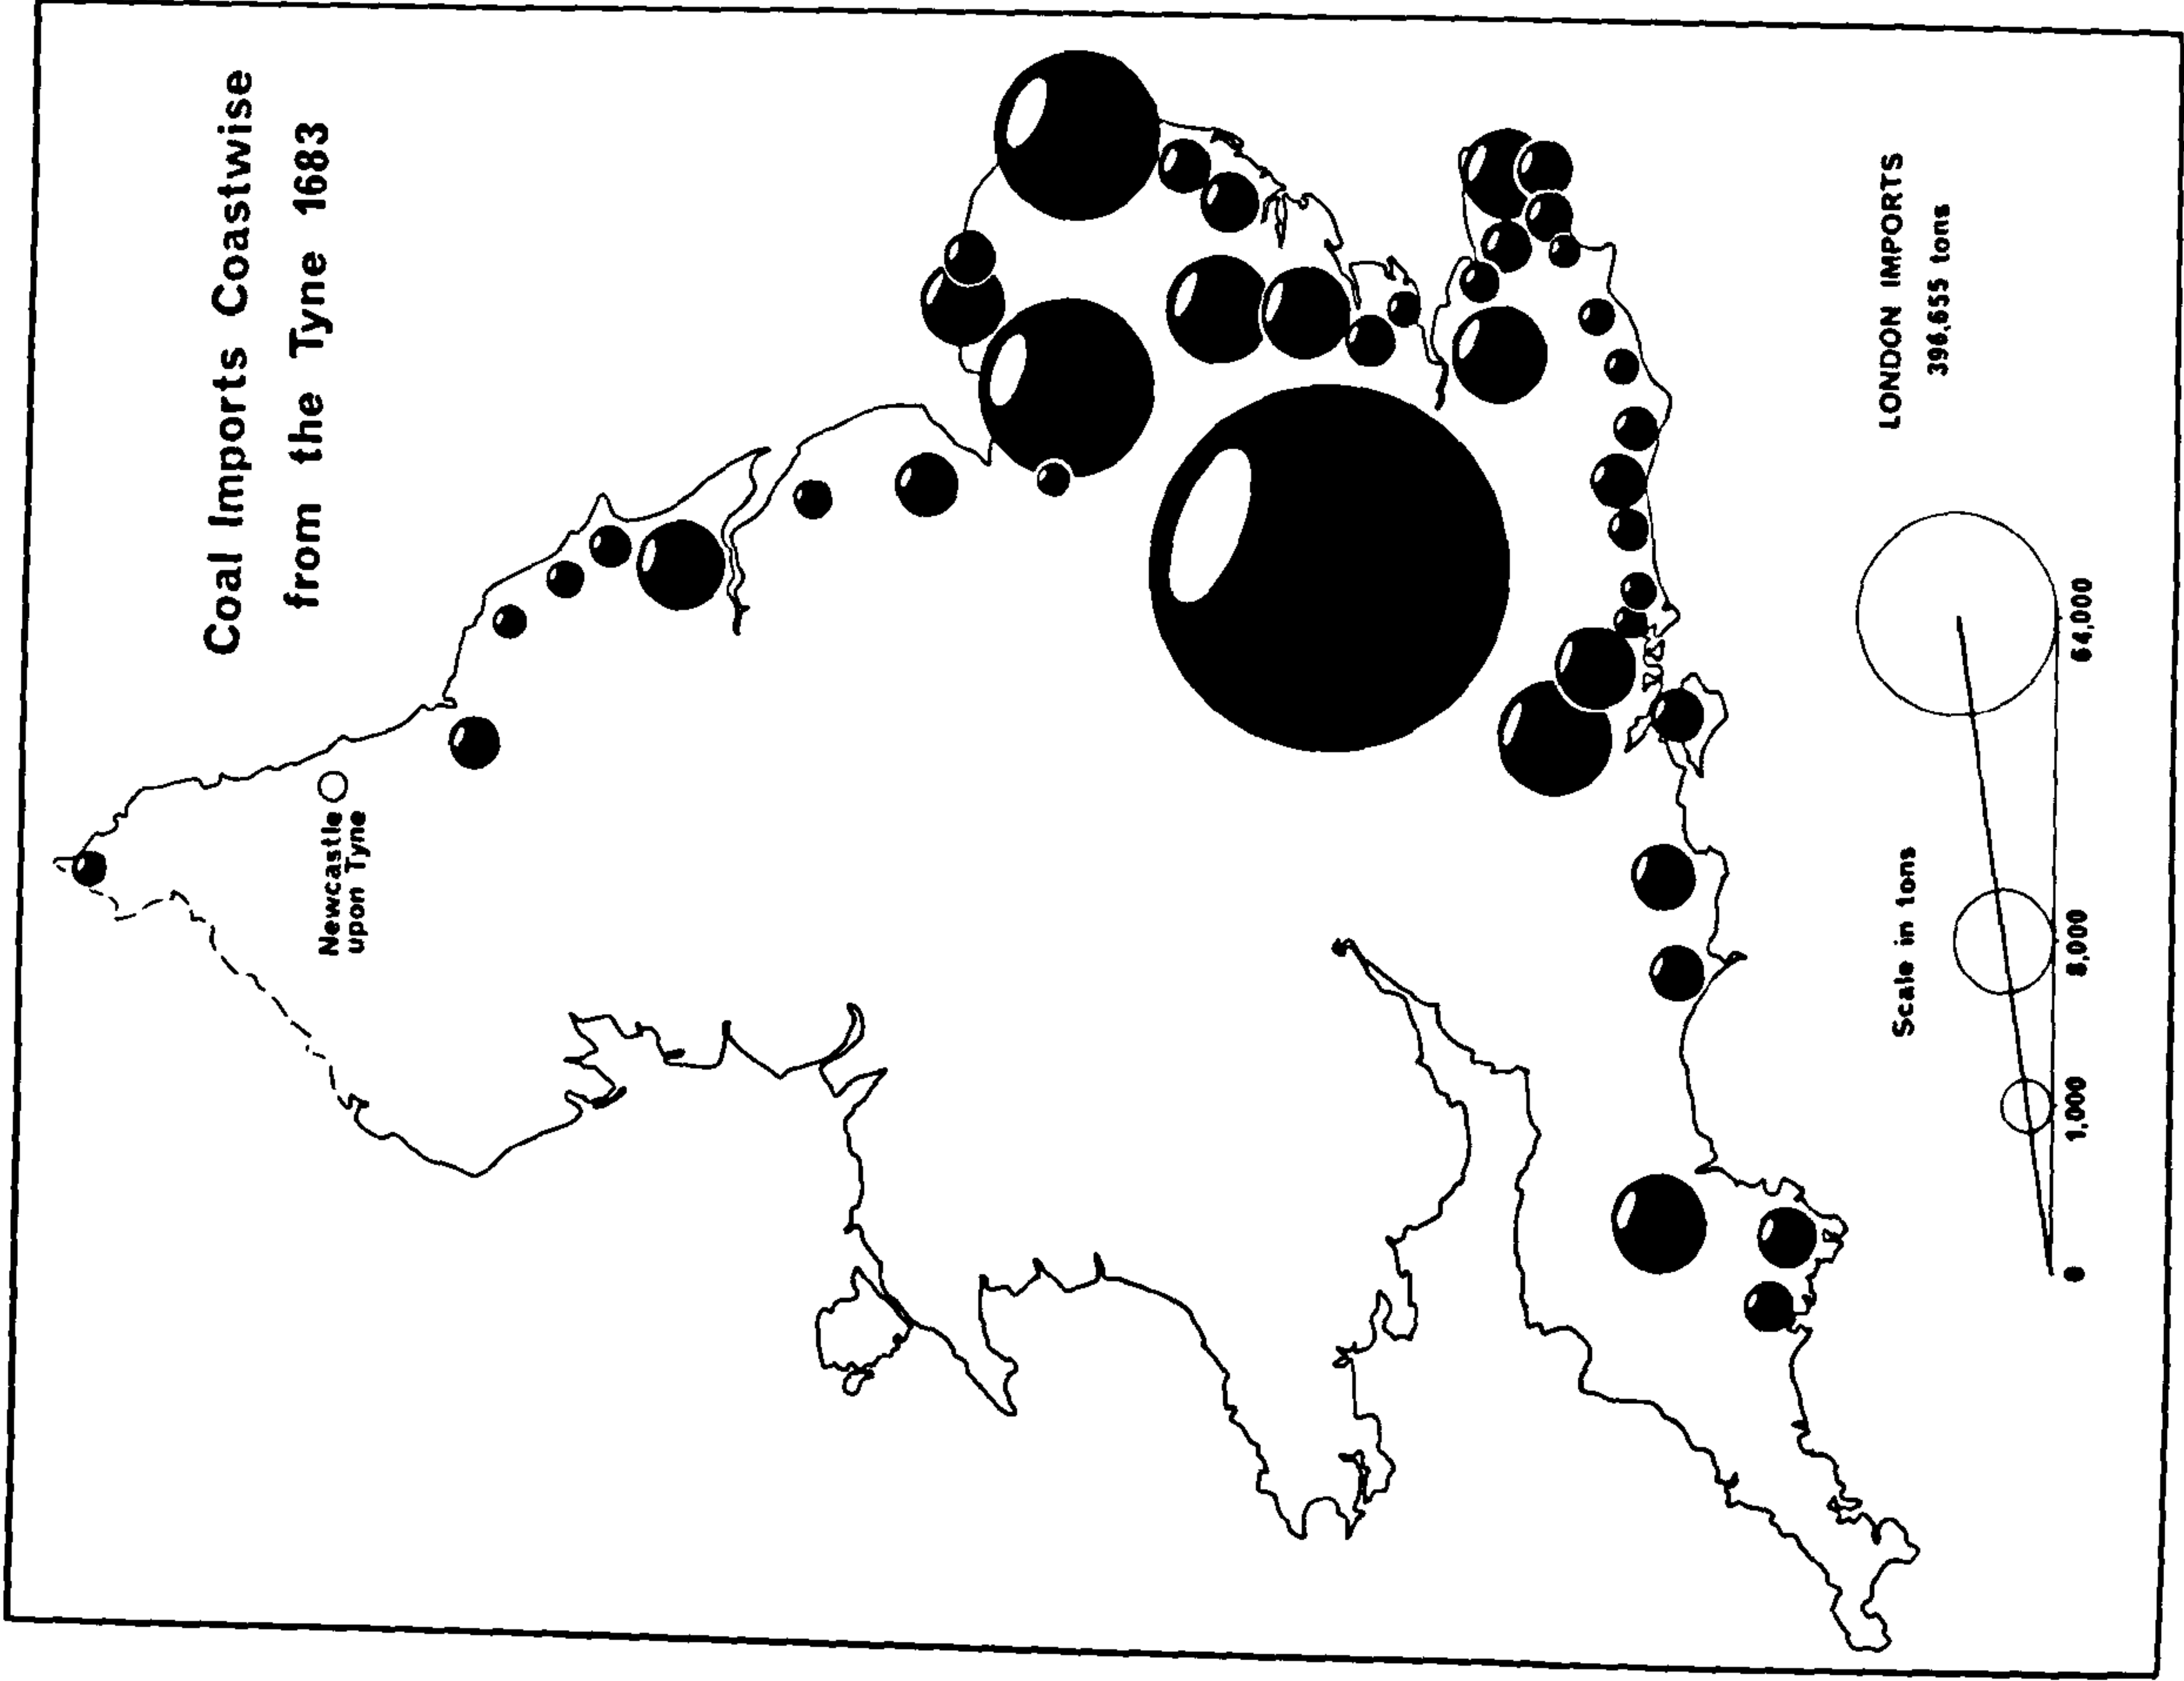 Coal Imports Coastwise
from the Tyne 1683
Newcastle
upon Tyne
LONDON IMPORTS
396,655 tons
Scale in tons
0 1,000 8,000 64,000